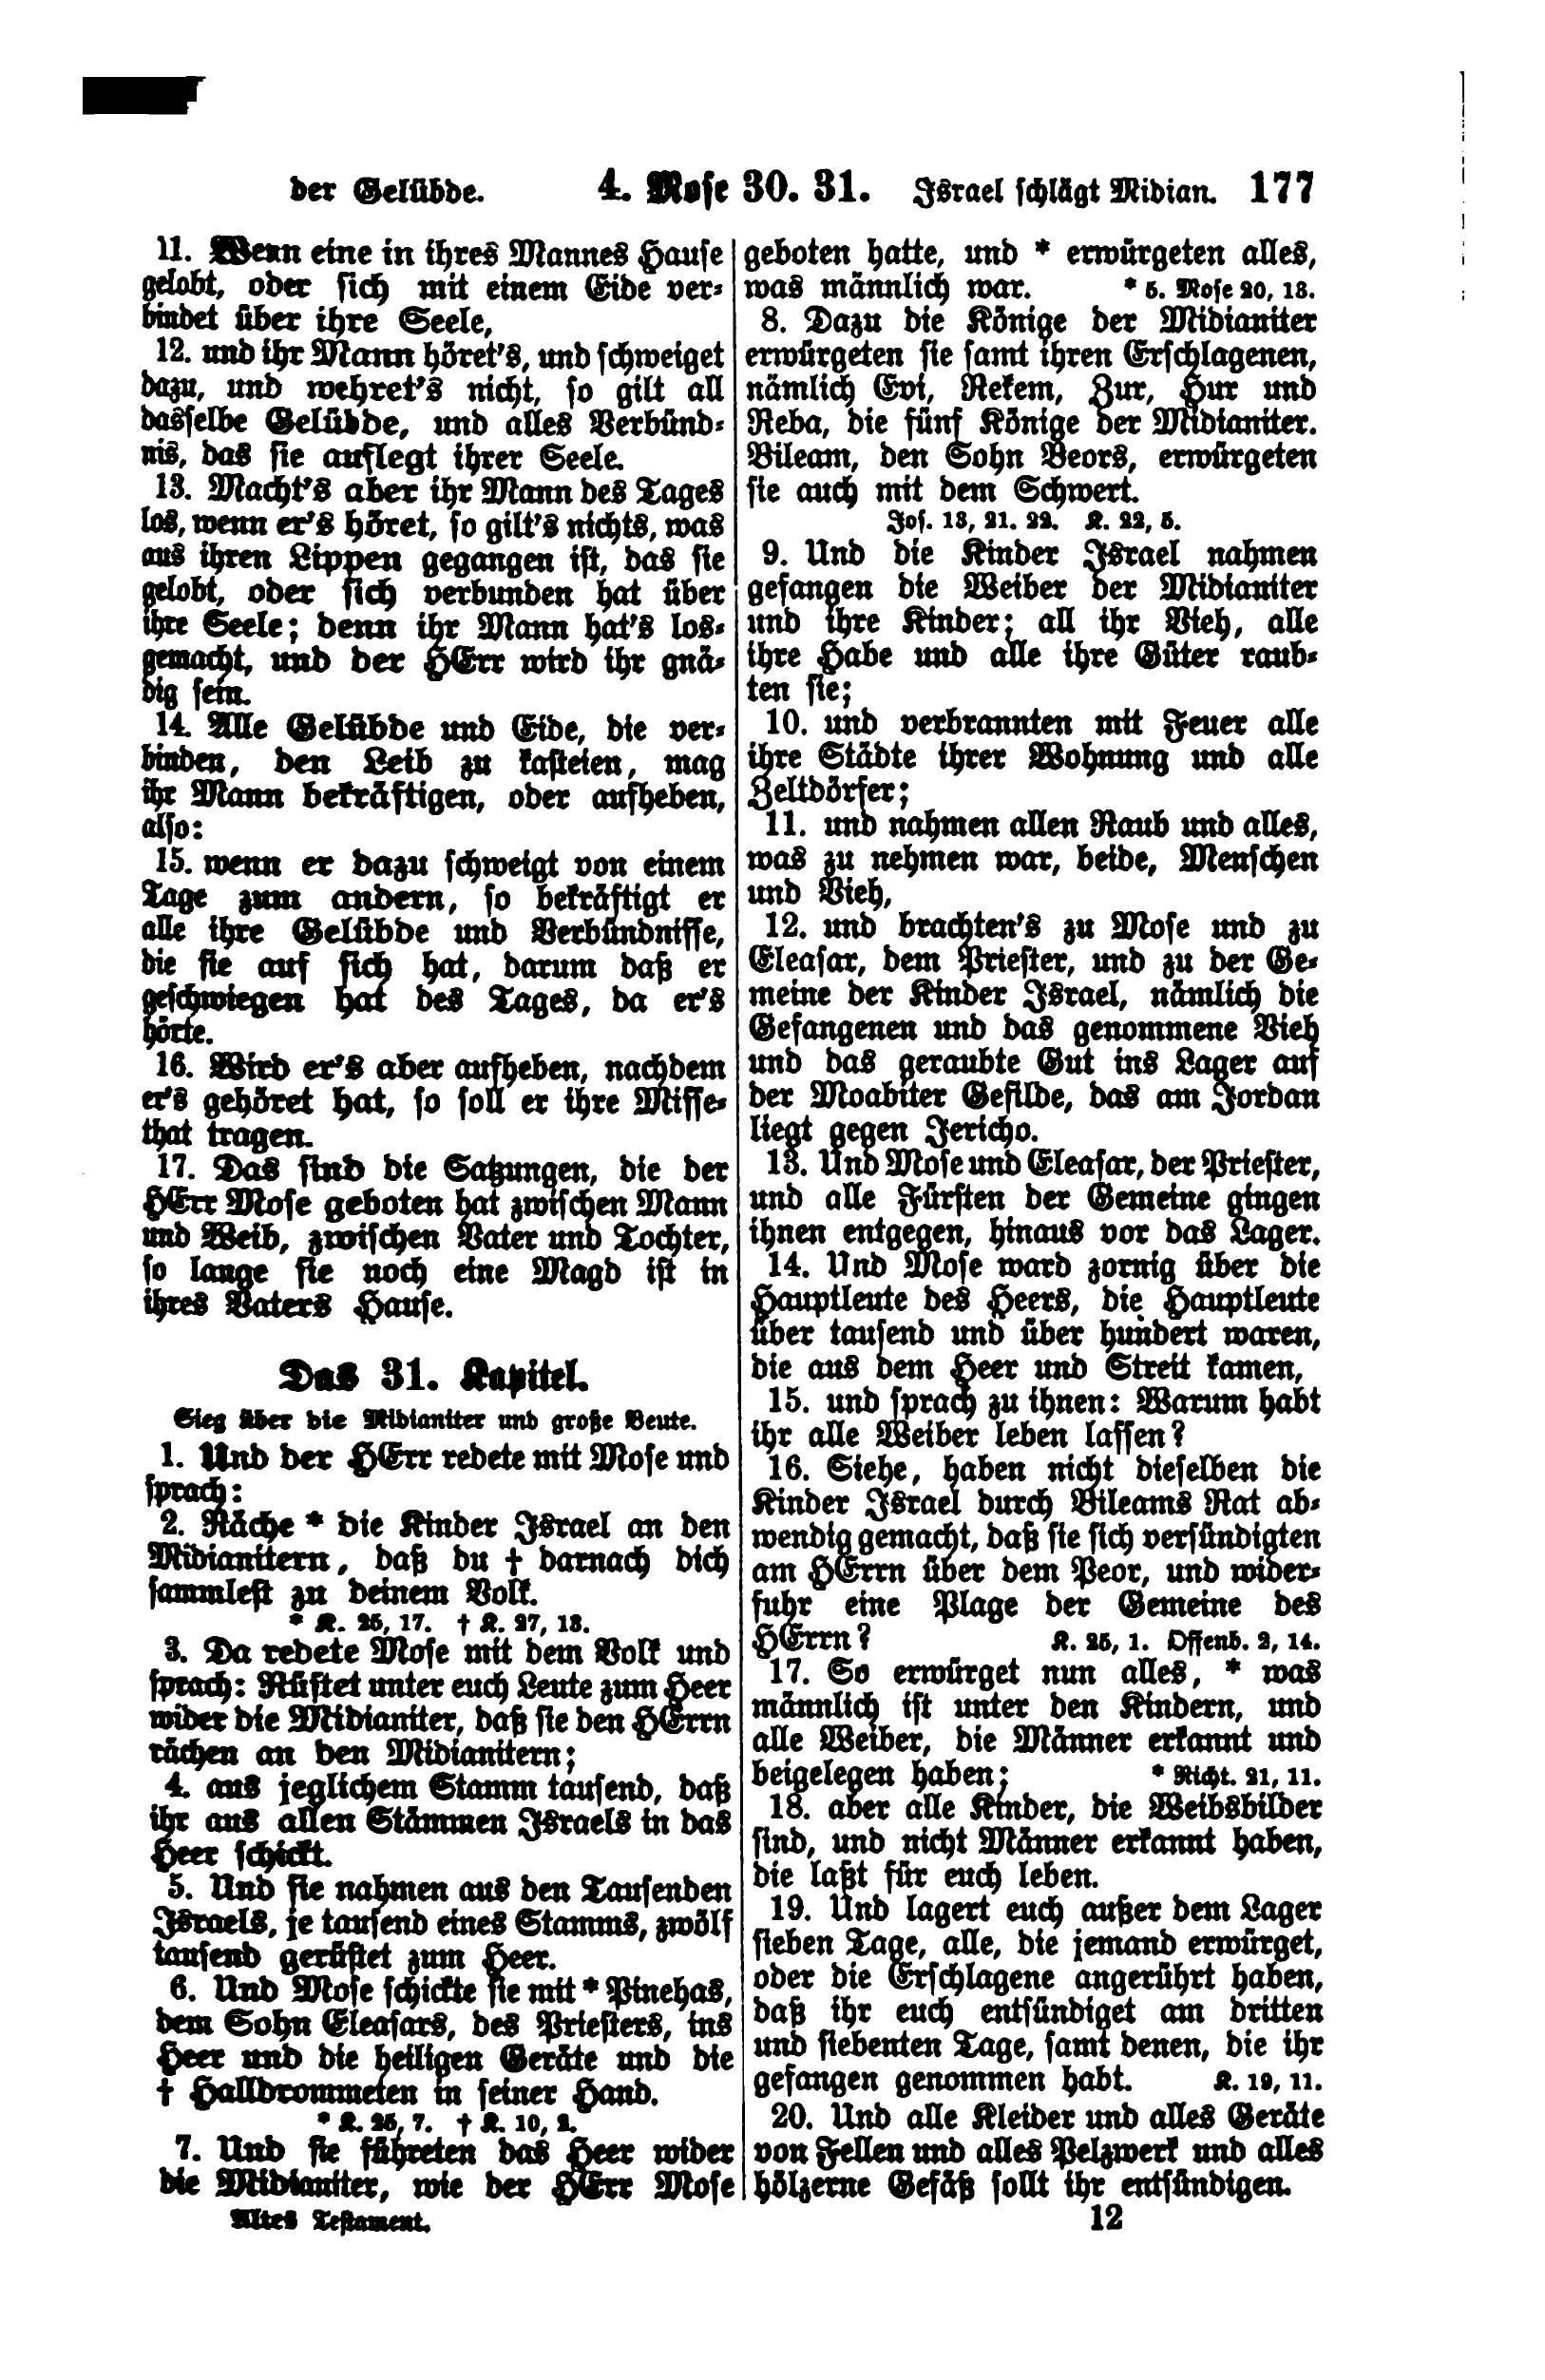 der Gelübde. 4. Mose 30. 31. Israel schlägt Midian. 177
11. Wenn eine in ihres Mannes Hause
gelobt, oder sich mit einem Eide ver-
bindet über ihre Seele,
12. und ihr Mann höret's, und schweiget
dazu, und wehret's nicht, so gilt all
dasselbe Gelübde, und alles Verbünd-
nis, das sie auflegt ihrer Seele.
13. Macht's aber ihr Mann des Tages
los, wenn er's höret, so gilt's nichts, was
aus ihren Lippen gegangen ist, das sie
gelobt, oder sich verbunden hat über
ihre Seele; denn ihr Mann hat's los-
gemacht, und der HErr wird ihr gnä-
dig sein.
14. Alle Gelübde und Eide, die ver-
binden, den Leib zu kasteien, mag
ihr Mann bekräftigen, oder aufheben,
also:
15. wenn er dazu schweigt von einem
Tage zum andern, so bekräftigt er
alle ihre Gelübde und Verbündnisse,
die sie auf sich hat, darum daß er
geschwiegen hat des Tages, da er's
hörte.
16. Wird er's aber aufheben, nachdem
er's gehöret hat, so soll er ihre Misse-
that tragen.
17. Das sind die Satzungen, die der
HErr Mose geboten hat zwischen Mann
und Weib, zwischen Vater und Tochter,
so lange sie noch eine Magd ist in
ihres Vaters Hause.
Das 31. Kapitel.
Sieg über die Midianiter und große Beute.
1. Und der HErr redete mit Mose und
sprach:
2. Räche * die Kinder Israel an den
Midianitern, daß du † darnach dich
sammlest zu deinem Volk.
* K. 25, 17. † K. 27, 13.
3. Da redete Mose mit dem Volk und
sprach: Rüstet unter euch Leute zum Heer
wider die Midianiter, daß sie den HErrn
rächen an den Midianitern;
4. aus jeglichem Stamm tausend, daß
ihr aus allen Stämmen Israels in das
Heer schickt.
5. Und sie nahmen aus den Tausenden
Israels, je tausend eines Stamms, zwölf
tausend gerüstet zum Heer.
6. Und Mose schickte sie mit * Pinehas,
dem Sohn Eleasars, des Priesters, ins
Heer und die heiligen Geräte und die
† Halldrommeten in seiner Hand.
* K. 25, 7. † K. 10, 2.
7. Und sie führeten das Heer wider
die Midianiter, wie der HErr Mose
Altes Testament.
geboten hatte, und * erwürgeten alles,
was männlich war. * 5. Mose 20, 13.
8. Dazu die Könige der Midianiter
erwürgeten sie samt ihren Erschlagenen,
nämlich Evi, Rekem, Zur, Hur und
Reba, die fünf Könige der Midianiter.
Bileam, den Sohn Beors, erwürgeten
sie auch mit dem Schwert.
Jos. 13, 21. 22. K. 22, 5.
9. Und die Kinder Israel nahmen
gefangen die Weiber der Midianiter
und ihre Kinder; all ihr Vieh, alle
ihre Habe und alle ihre Güter raub-
ten sie;
10. und verbrannten mit Feuer alle
ihre Städte ihrer Wohnung und alle
Zeltdörfer;
11. und nahmen allen Raub und alles,
was zu nehmen war, beide, Menschen
und Vieh,
12. und brachten's zu Mose und zu
Eleasar, dem Priester, und zu der Ge-
meine der Kinder Israel, nämlich die
Gefangenen und das genommene Vieh
und das geraubte Gut ins Lager auf
der Moabiter Gefilde, das am Jordan
liegt gegen Jericho.
13. Und Mose und Eleasar, der Priester,
und alle Fürsten der Gemeine gingen
ihnen entgegen, hinaus vor das Lager.
14. Und Mose ward zornig über die
Hauptleute des Heers, die Hauptleute
über tausend und über hundert waren,
die aus dem Heer und Streit kamen,
15. und sprach zu ihnen: Warum habt
ihr alle Weiber leben lassen?
16. Siehe, haben nicht dieselben die
Kinder Israel durch Bileams Rat ab-
wendig gemacht, daß sie sich versündigten
am HErrn über dem Peor, und wider-
fuhr eine Plage der Gemeine des
HErrn? K. 25, 1. Offenb. 2, 14.
17. So erwürget nun alles, * was
männlich ist unter den Kindern, und
alle Weiber, die Männer erkannt und
beigelegen haben; * Richt. 21, 11.
18. aber alle Kinder, die Weibsbilder
sind, und nicht Männer erkannt haben,
die laßt für euch leben.
19. Und lagert euch außer dem Lager
sieben Tage, alle, die jemand erwürget,
oder die Erschlagene angerührt haben,
daß ihr euch entsündiget am dritten
und siebenten Tage, samt denen, die ihr
gefangen genommen habt. K. 19, 11.
20. Und alle Kleider und alles Geräte
von Fellen und alles Pelzwerk und alles
hölzerne Gefäß sollt ihr entsündigen.
12